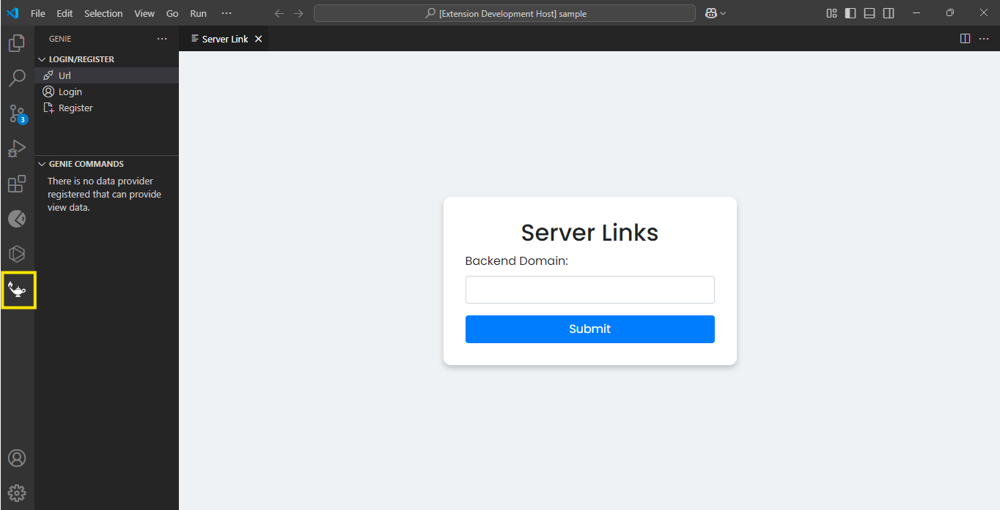 File Edit Selection View Go Run ···
[Extension Development Host] sample
GENIE ···
Server Link
···
LOGIN/REGISTER
Url
Login
Register
3
GENIE COMMANDS
There is no data provider
registered that can provide
view data.
Server Links
Backend Domain:
Submit